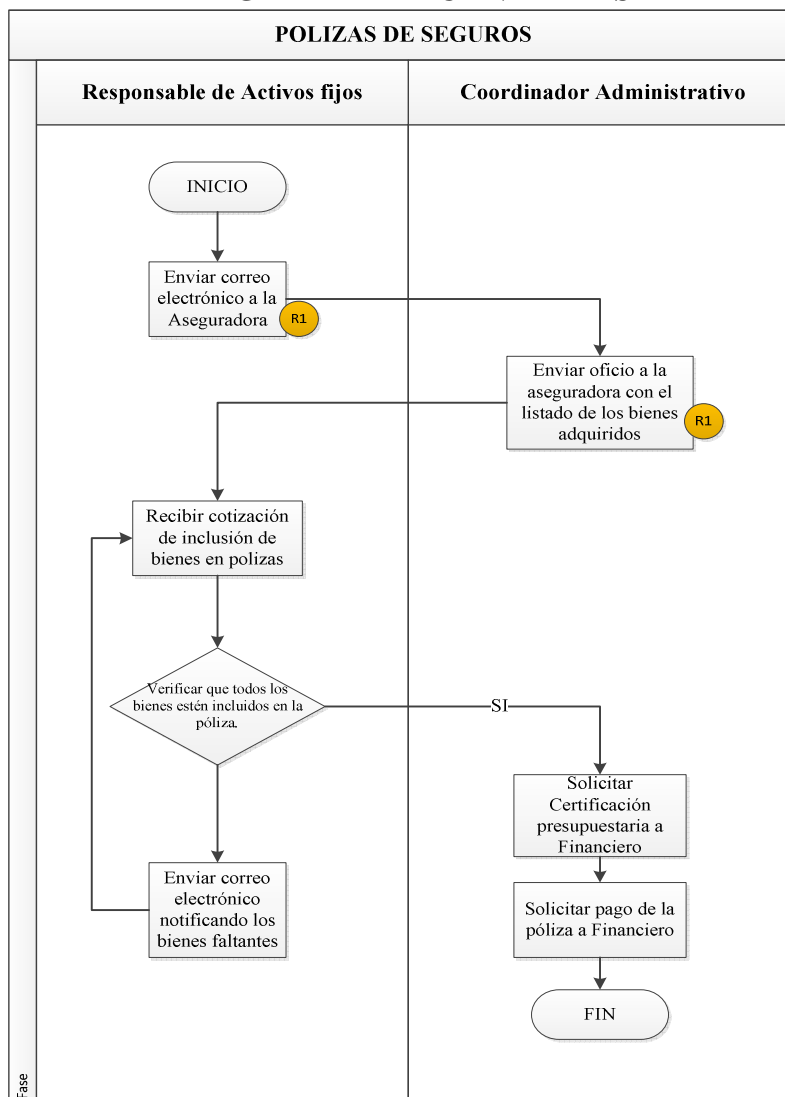 POLIZAS DE SEGUROS
Responsable de Activos fijos
Coordinador Administrativo
INICIO
Enviar correo
electrónico a la
Aseguradora
R1
Enviar oficio a la
aseguradora con el
listado de los bienes
adquiridos
R1
Recibir cotización
de inclusión de
bienes en polizas
Verificar que todos los
bienes estén incluidos en la
póliza.
SI
Solicitar
Certificación
presupuestaria a
Financiero
Enviar correo
electrónico
notificando los
bienes faltantes
Solicitar pago de la
póliza a Financiero
FIN
Fase